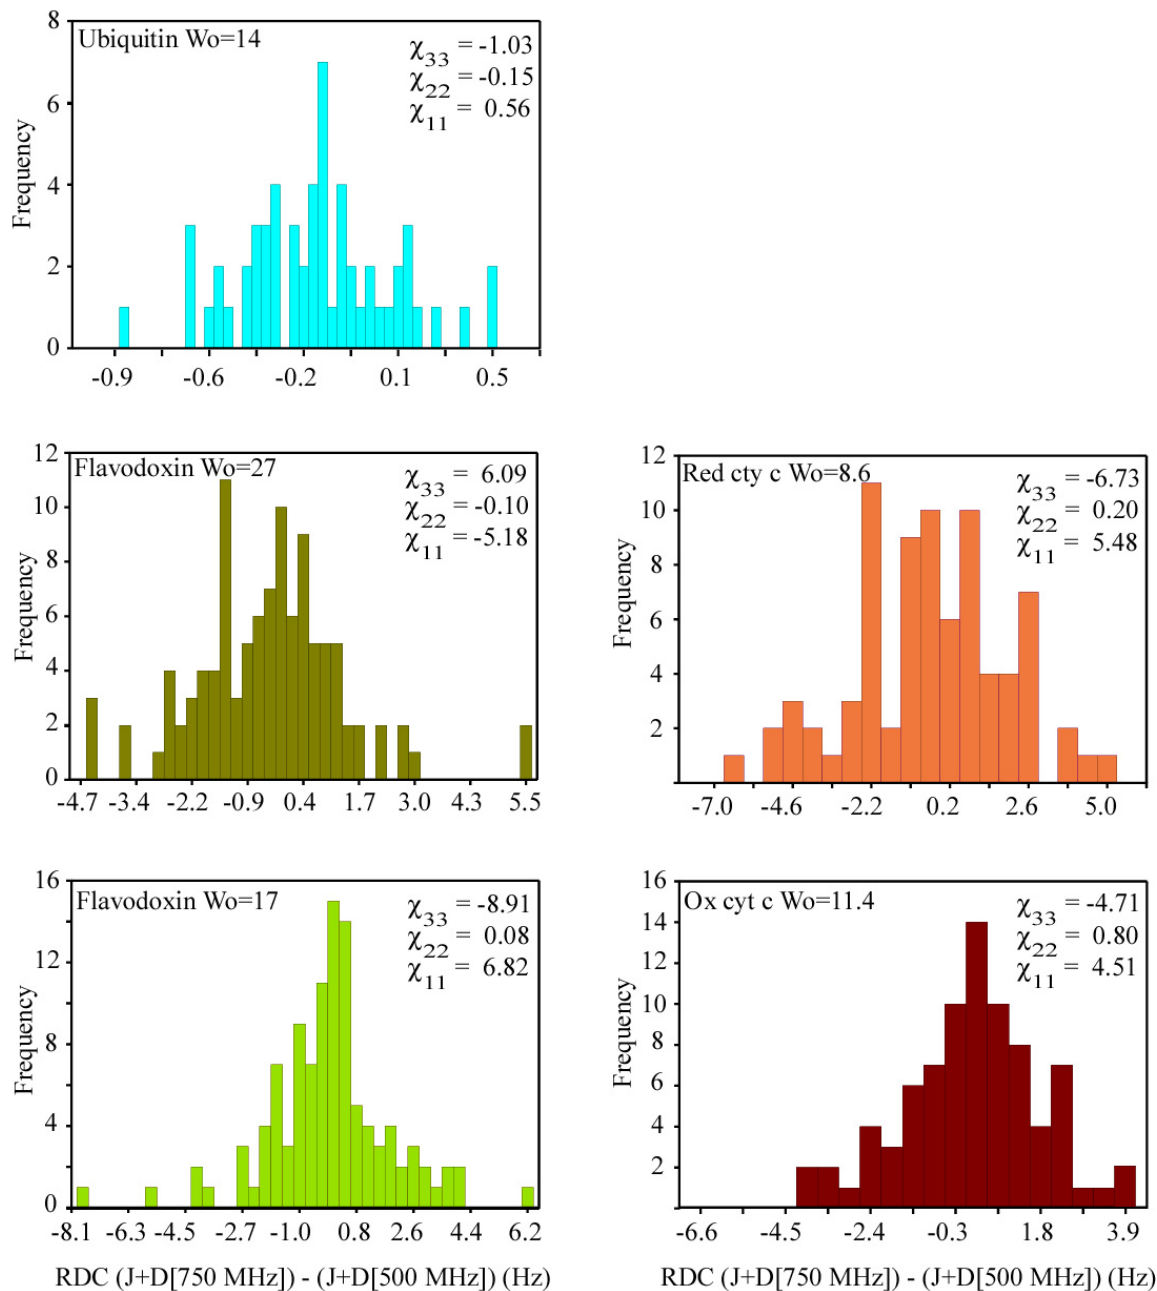 Ubiquitin Wo=14
χ33 = -1.03
χ22 = -0.15
χ11 = 0.56
Frequency
8
6
4
2
0
-0.9 -0.6 -0.2 0.1 0.5
Flavodoxin Wo=27
χ33 = 6.09
χ22 = -0.10
χ11 = -5.18
Frequency
12
10
8
6
4
2
0
-4.7 -3.4 -2.2 -0.9 0.4 1.7 3.0 4.3 5.5
Red cty c Wo=8.6
χ33 = -6.73
χ22 = 0.20
χ11 = 5.48
Frequency
12
10
8
6
4
2
-7.0 -4.6 -2.2 0.2 2.6 5.0
Flavodoxin Wo=17
χ33 = -8.91
χ22 = 0.08
χ11 = 6.82
Frequency
16
12
8
4
0
-8.1 -6.3 -4.5 -2.7 -1.0 0.8 2.6 4.4 6.2
RDC (J+D[750 MHz]) - (J+D[500 MHz]) (Hz)
Ox cyt c Wo=11.4
χ33 = -4.71
χ22 = 0.80
χ11 = 4.51
Frequency
16
14
12
10
8
6
4
2
-6.6 -4.5 -2.4 -0.3 1.8 3.9
RDC (J+D[750 MHz]) - (J+D[500 MHz]) (Hz)